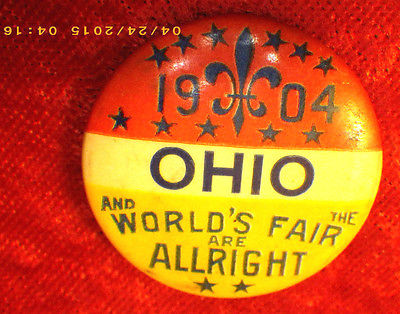 04/24/2015 04:16
1904
OHIO
AND THE
WORLD'S FAIR
ARE
ALLRIGHT